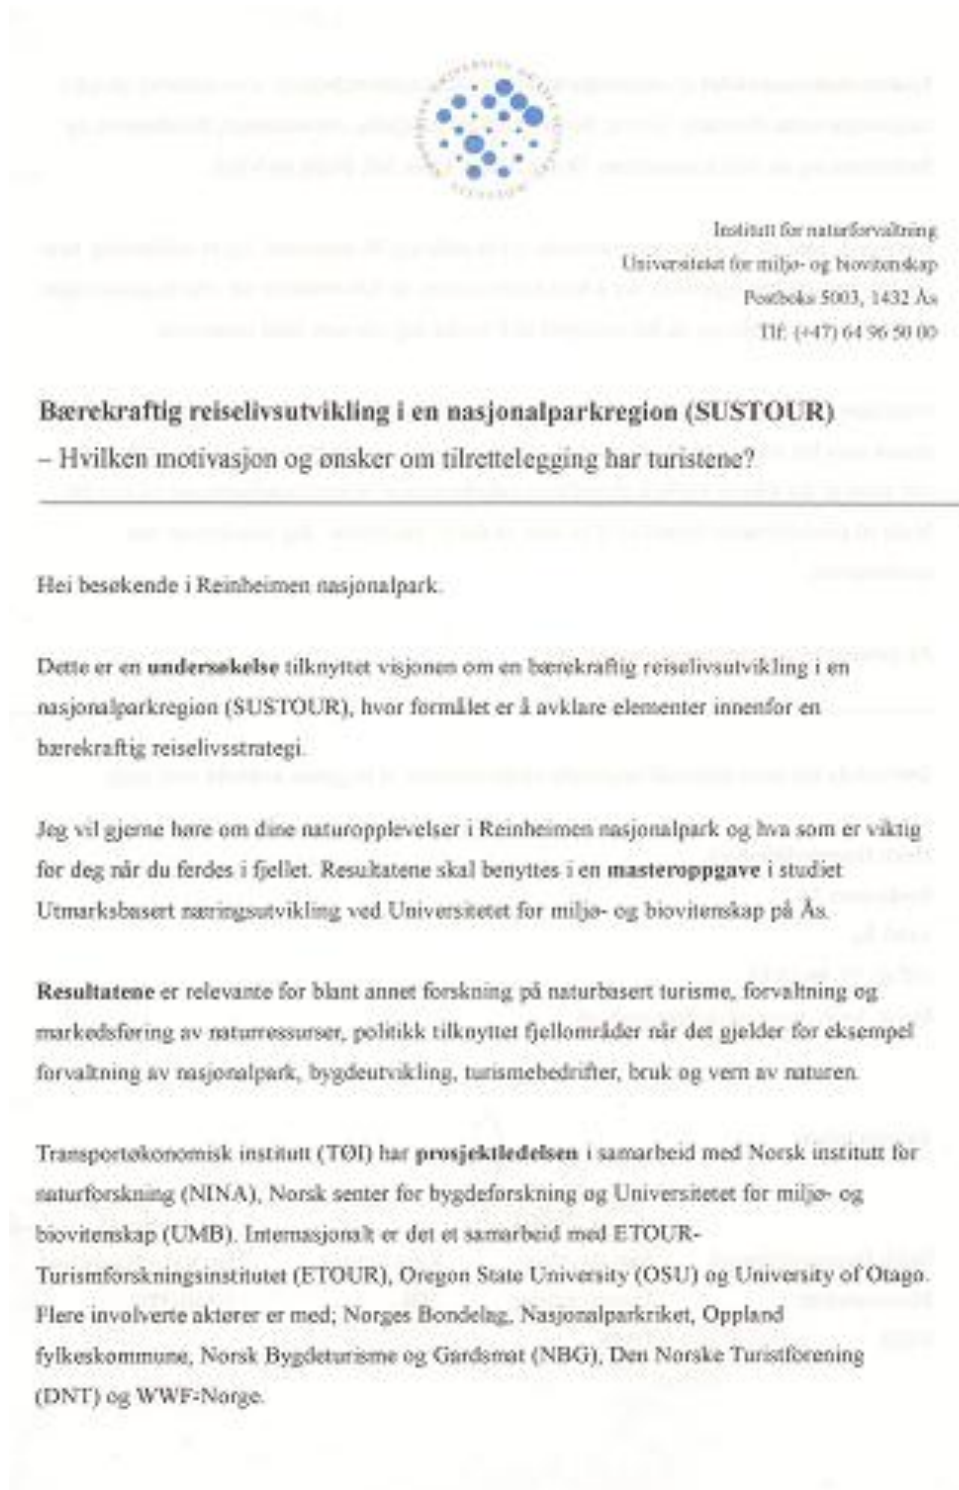 Institutt for naturforvaltning
Universitetet for miljø- og biovitenskap
Postboks 5003, 1432 Ås
Tlf: (+47) 64 96 50 00
Bærekraftig reiselivsutvikling i en nasjonalparkregion (SUSTOUR)
– Hvilken motivasjon og ønsker om tilrettelegging har turistene?
Hei besøkende i Reinheimen nasjonalpark.
Dette er en undersøkelse tilknyttet visjonen om en bærekraftig reiselivsutvikling i en
nasjonalparkregion (SUSTOUR), hvor formålet er å avklare elementer innenfor en
bærekraftig reiselivsstrategi.
Jeg vil gjerne høre om dine naturopplevelser i Reinheimen nasjonalpark og hva som er viktig
for deg når du ferdes i fjellet. Resultatene skal benyttes i en masteroppgave i studiet
Utmarksbasert næringsutvikling ved Universitetet for miljø- og biovitenskap på Ås.
Resultatene er relevante for blant annet forskning på naturbasert turisme, forvaltning og
markedsføring av naturressurser, politikk tilknyttet fjellområder når det gjelder for eksempel
forvaltning av nasjonalpark, bygdeutvikling, turismebedrifter, bruk og vern av naturen.
Transportøkonomisk institutt (TØI) har prosjektledelsen i samarbeid med Norsk institutt for
naturforskning (NINA), Norsk senter for bygdeforskning og Universitetet for miljø- og
biovitenskap (UMB). Internasjonalt er det et samarbeid med ETOUR-
Turismforskningsinstitutet (ETOUR), Oregon State University (OSU) og University of Otago.
Flere involverte aktører er med; Norges Bondelag, Nasjonalparkriket, Oppland
fylkeskommune, Norsk Bygdeturisme og Gardsmat (NBG), Den Norske Turistforening
(DNT) og WWF-Norge.